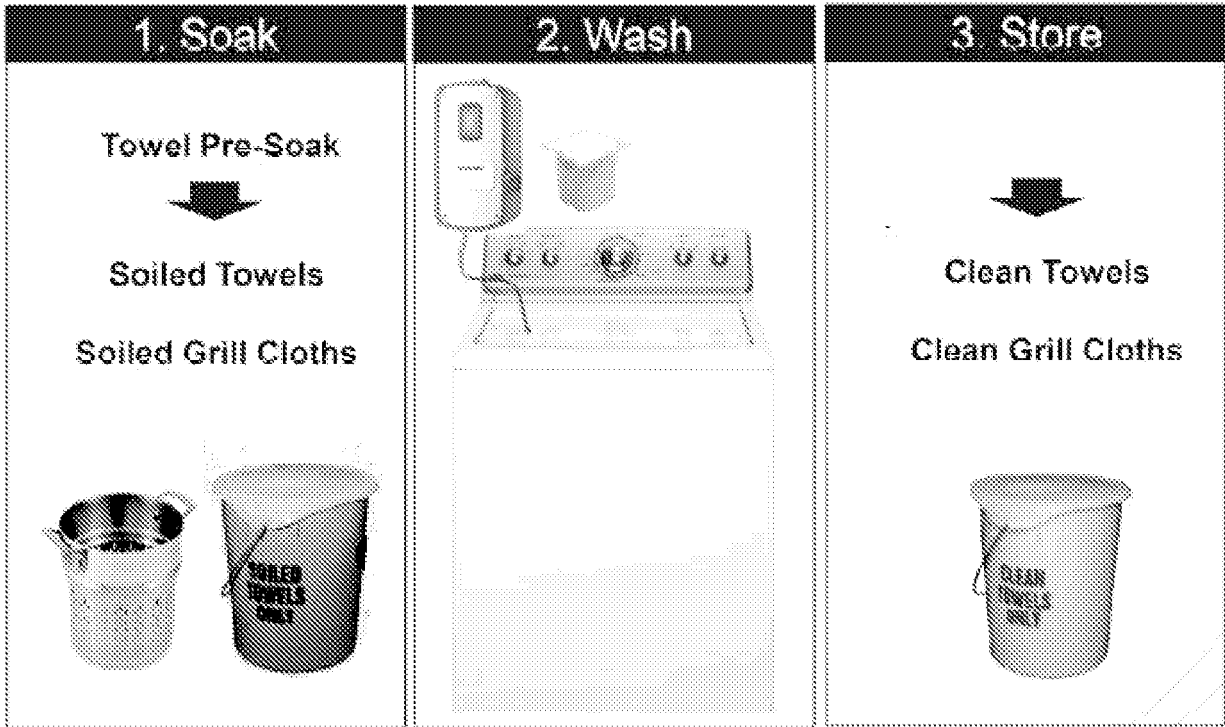 1. Soak
Towel Pre-Soak
Soiled Towels
Soiled Grill Cloths
SOILED
TOWELS
ONLY
2. Wash
3. Store
Clean Towels
Clean Grill Cloths
CLEAN
TOWELS
ONLY